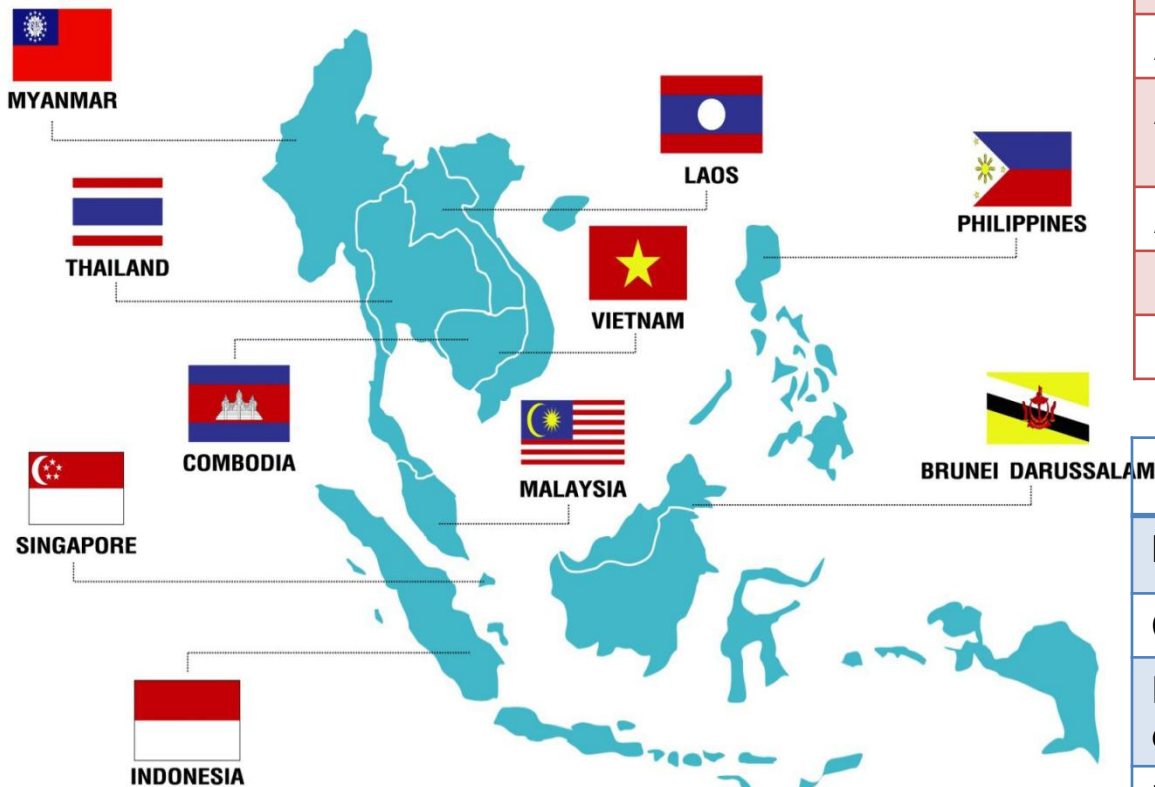 MYANMAR
LAOS
PHILIPPINES
THAILAND
VIETNAM
COMBODIA
MALAYSIA
BRUNEI DARUSSALAM
SINGAPORE
INDONESIA